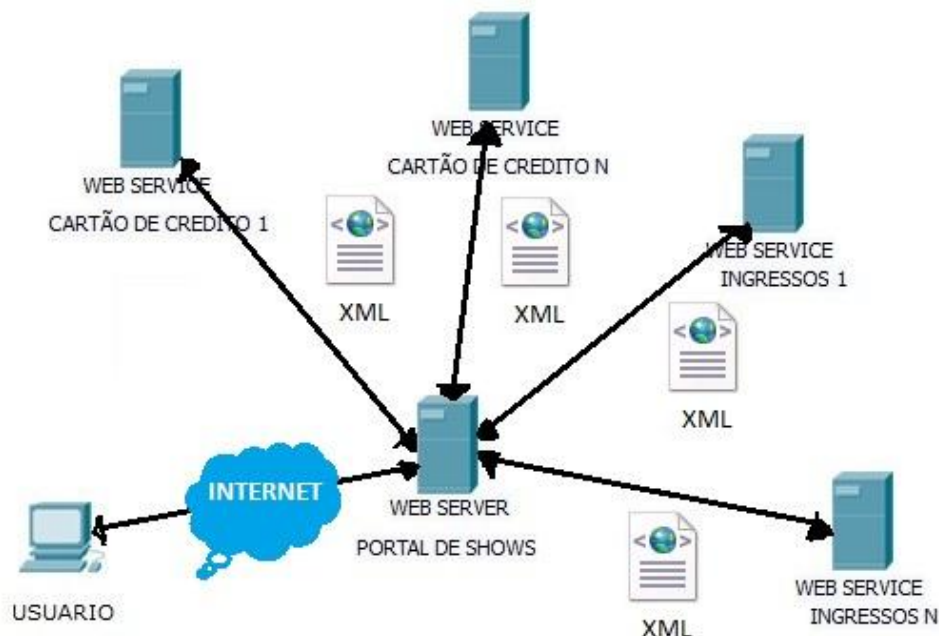 WEB SERVICE
CARTÃO DE CREDITO N
WEB SERVICE
CARTÃO DE CREDITO 1
WEB SERVICE
INGRESSOS 1
XML
XML
XML
INTERNET
WEB SERVER
PORTAL DE SHOWS
USUARIO
XML
WEB SERVICE
INGRESSOS N